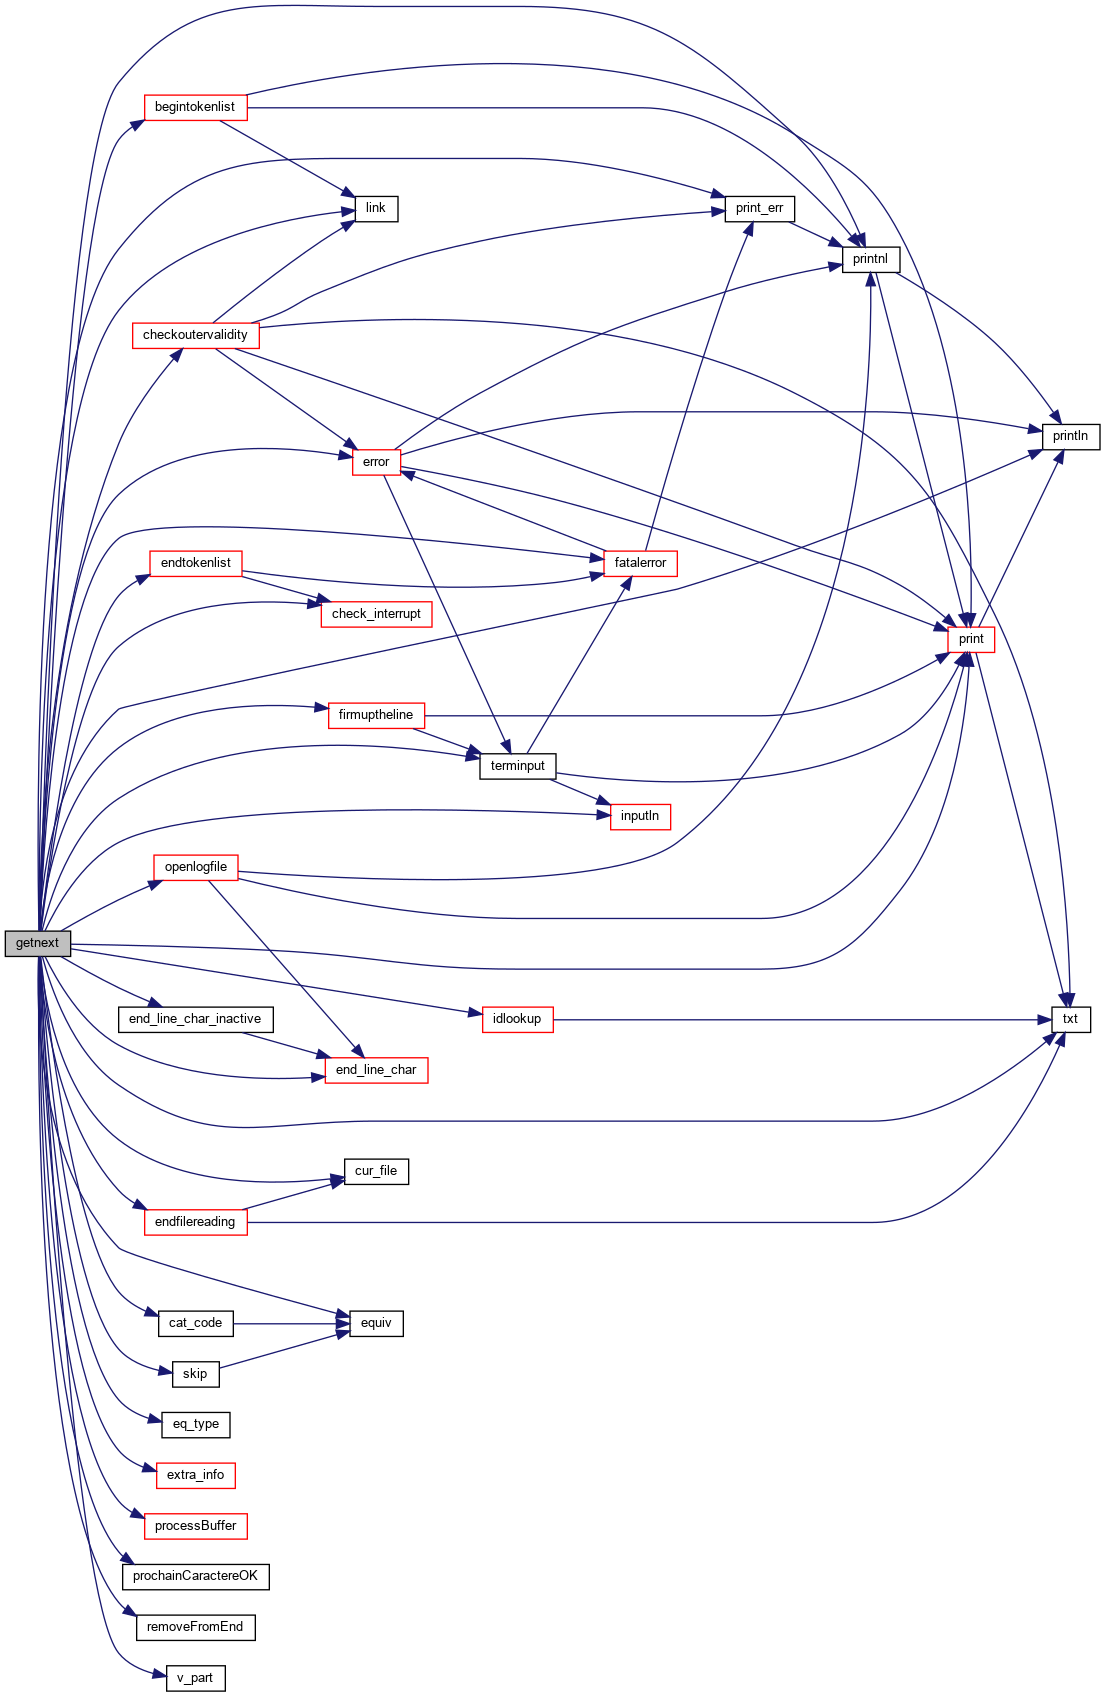 begintokenlist
link
print_err
printnl
checkoutervalidity
println
error
endtokenlist
fatalerror
check_interrupt
print
firmuptheline
terminput
inputln
openlogfile
getnext
end_line_char_inactive
idlookup
txt
end_line_char
cur_file
endfilereading
cat_code
equiv
skip
eq_type
extra_info
processBuffer
prochainCaractereOK
removeFromEnd
v_part